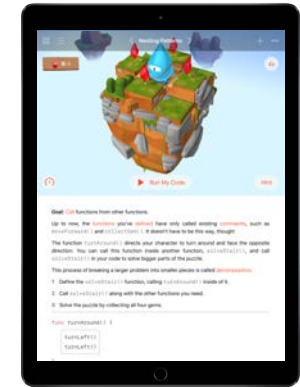 Nesting Patterns
Run My Code
Hint
Goal: Call functions from other functions.
Up to now, the functions you've defined have only called existing commands, such as
moveForward() and collectGem(). It doesn't have to be this way, though!
The function turnAround() directs your character to turn around and face the opposite
direction. You can call this function inside another function, solveStair(), and call
solveStair() in your code to solve bigger parts of the puzzle.
This process of breaking a larger problem into smaller pieces is called decomposition.
1 Define the solveStair() function, calling turnAround() inside of it.
2 Call solveStair() along with the other functions you need.
3 Solve the puzzle by collecting all four gems.
func turnAround() {
turnLeft()
turnLeft()